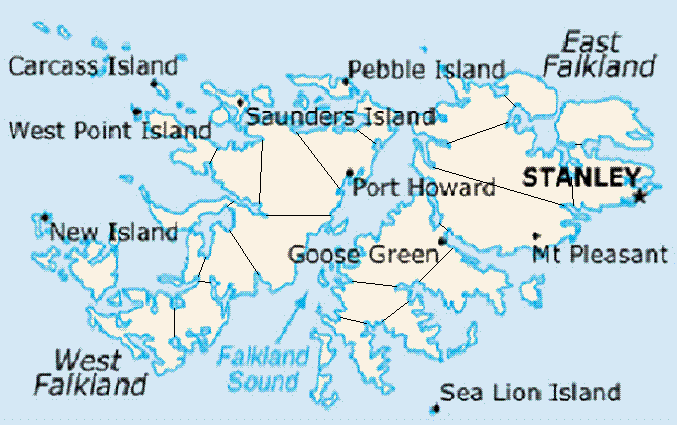 East
Falkland
Carcass Island
Pebble Island
Saunders Island
West Point Island
STANLEY
Port Howard
New Island
Goose Green
Mt Pleasant
West
Falkland
Falkland
Sound
Sea Lion Island